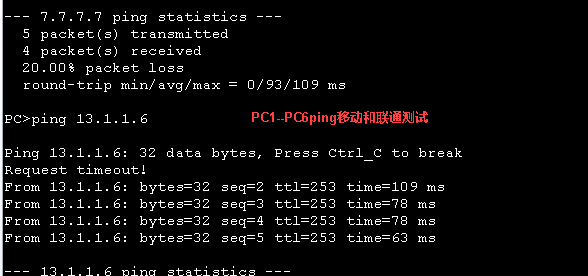 --- 7.7.7.7 ping statistics ---
5 packet(s) transmitted
4 packet(s) received
20.00% packet loss
round-trip min/avg/max = 0/93/109 ms
PC>ping 13.1.1.6 PC1--PC6ping移动和联通测试
Ping 13.1.1.6: 32 data bytes, Press Ctrl_C to break
Request timeout!
From 13.1.1.6: bytes=32 seq=2 ttl=253 time=109 ms
From 13.1.1.6: bytes=32 seq=3 ttl=253 time=78 ms
From 13.1.1.6: bytes=32 seq=4 ttl=253 time=78 ms
From 13.1.1.6: bytes=32 seq=5 ttl=253 time=63 ms
--- 13.1.1.6 ping statistics ---